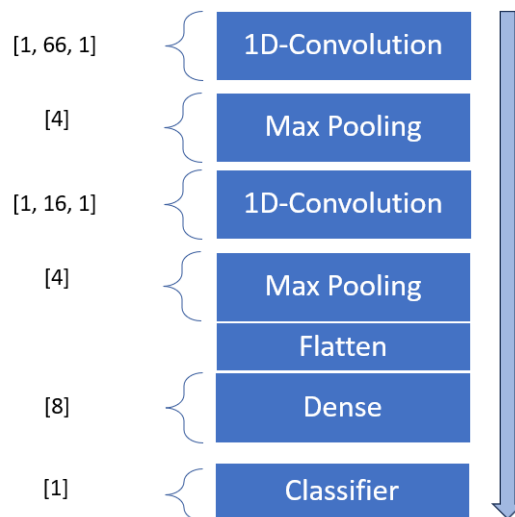 [1, 66, 1] 1D-Convolution
[4] Max Pooling
[1, 16, 1] 1D-Convolution
[4] Max Pooling
Flatten
[8] Dense
[1] Classifier